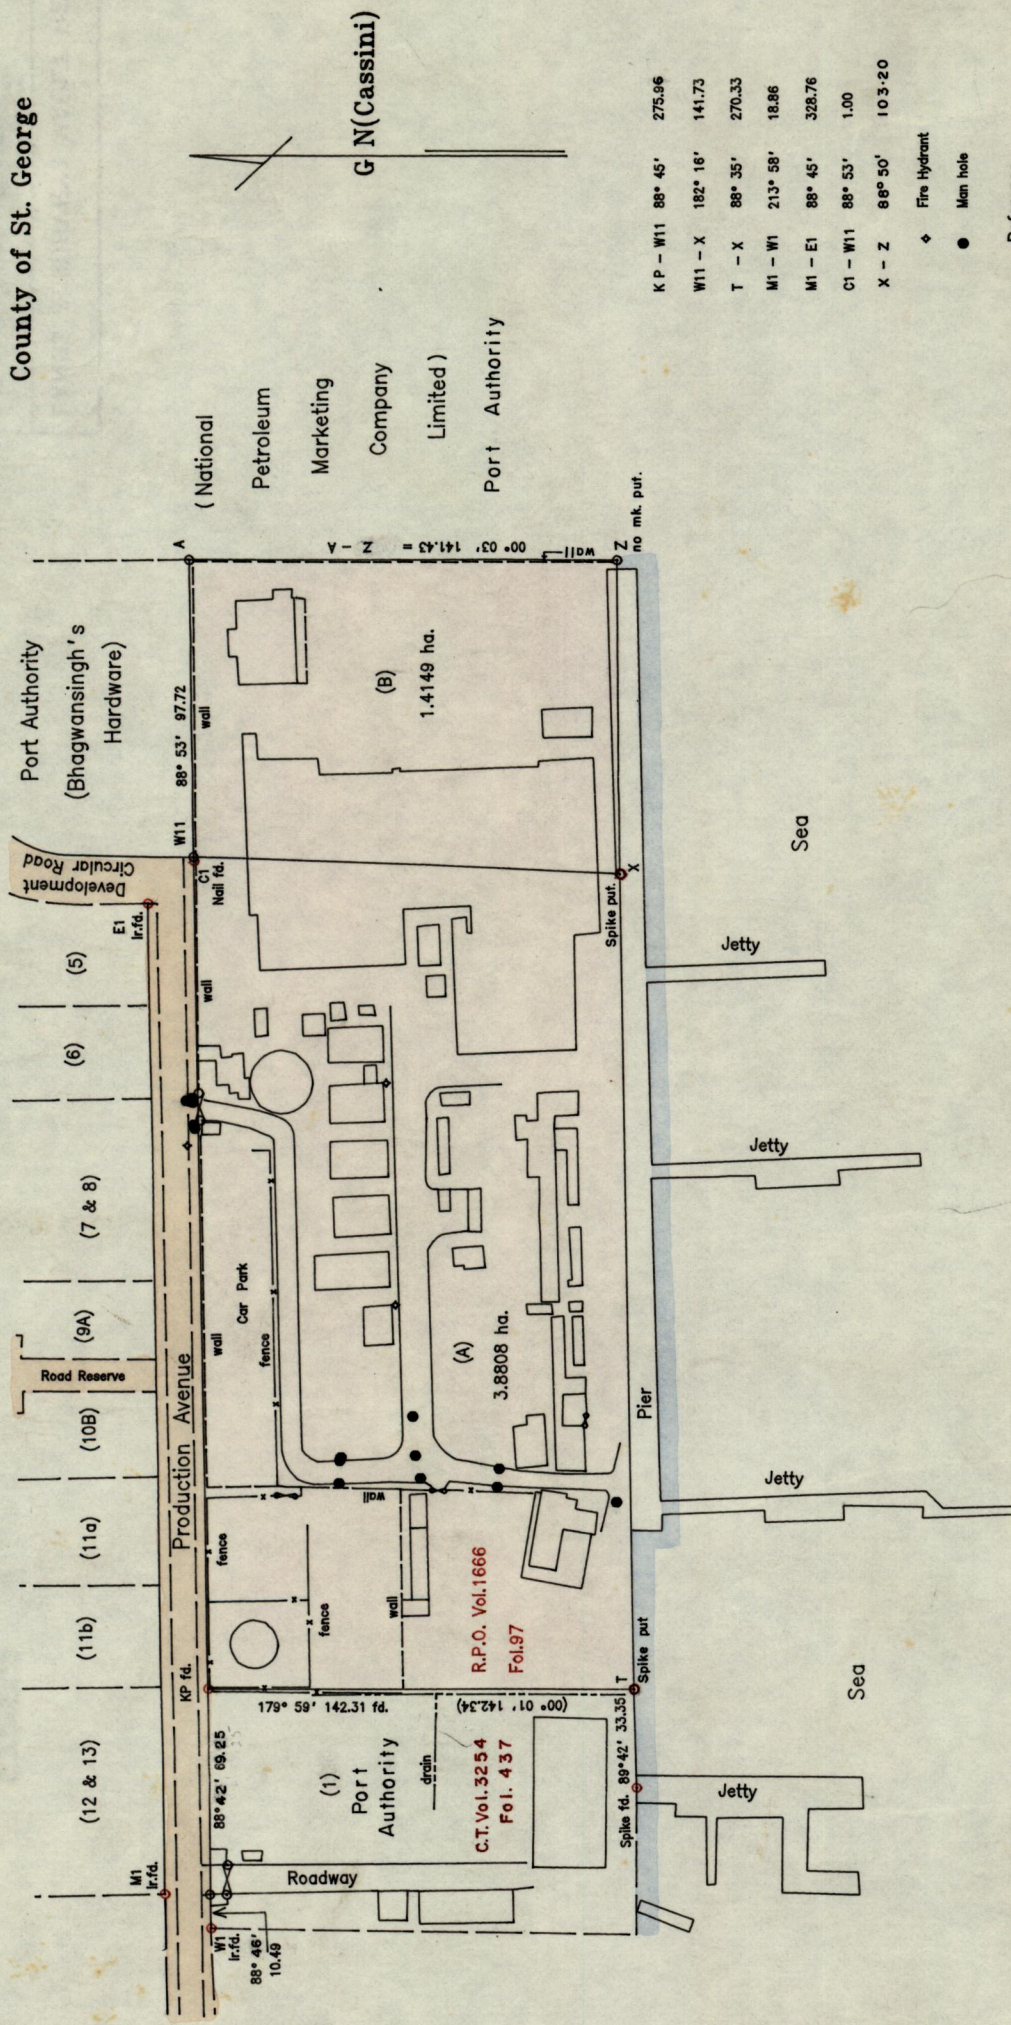 County of St. George
G N(Cassini)
Port Authority
(Bhagwansingh's
Hardware)
(National
Petroleum
Marketing
Company
Limited)
Port Authority
Development
Circular Road
(5)
(6)
(7 & 8)
(9A)
Road Reserve
(10B)
(11a)
(11b)
(12 & 13)
Production Avenue
M1
Ir.fd.
W1
Ir.fd.
88° 46'
10.49
88° 42' 69.25
KP fd.
E1
Ir.fd.
W11
C1
Nail fd.
88° 53' 97.72
wall
A
wall
wall
Car Park
fence
fence
fence
wall
wall
00° 03' 141.43 = Z – A
wall
Z
no mk. put.
(B)
1.4149 ha.
(A)
3.8808 ha.
Spike put.
X
179° 59' 142.31 fd.
(00° 01' 142.34)
R.P.O. Vol.1666
Fol.97
(1)
Port
Authority
drain
C.T.Vol.3254
Fol. 437
Roadway
Spike fd. 89°42' 33.35
T
Spike put
Pier
Jetty
Jetty
Jetty
Jetty
Sea
Sea
K P – W11 88° 45' 275.96
W11 – X 182° 16' 141.73
T – X 88° 35' 270.33
M1 – W1 213° 58' 18.86
M1 – E1 88° 45' 328.76
C1 – W11 88° 53' 1.00
X – Z 88° 50' 103.20
Fire Hydrant
Man hole